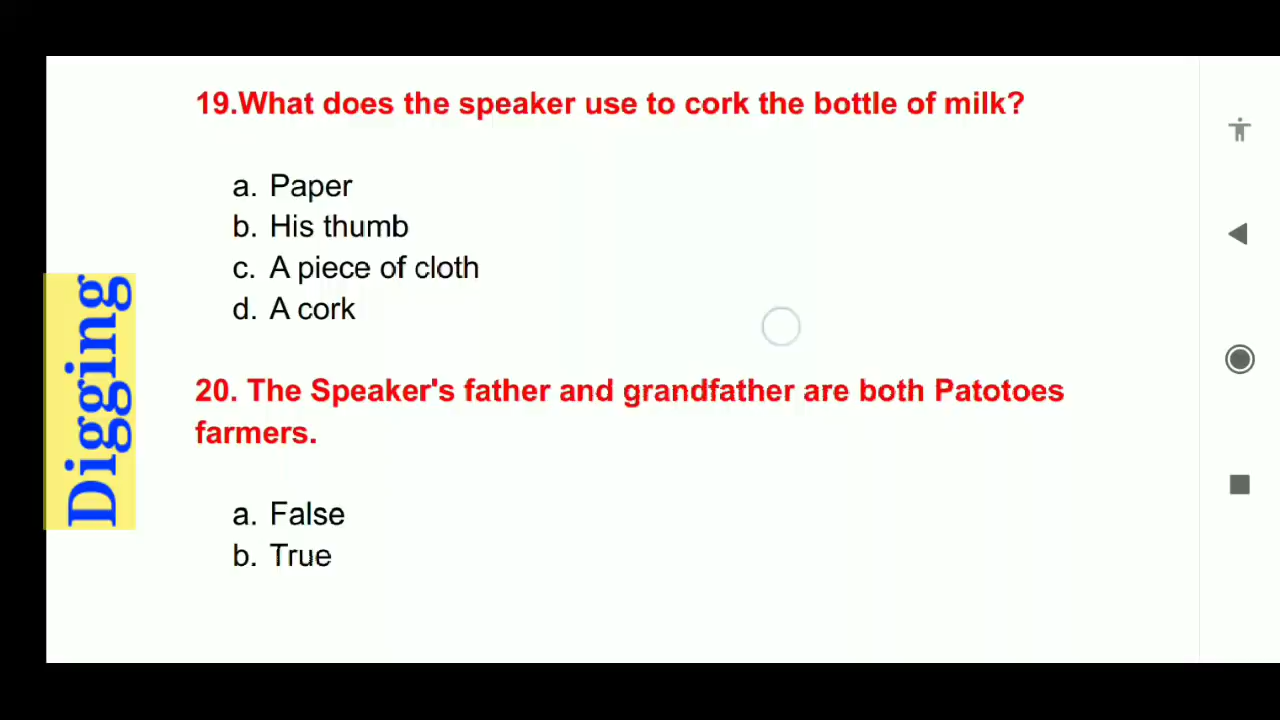 19.What does the speaker use to cork the bottle of milk?
a. Paper
b. His thumb
c. A piece of cloth
d. A cork
20. The Speaker's father and grandfather are both Patotoes
farmers.
a. False
b. True
Digging